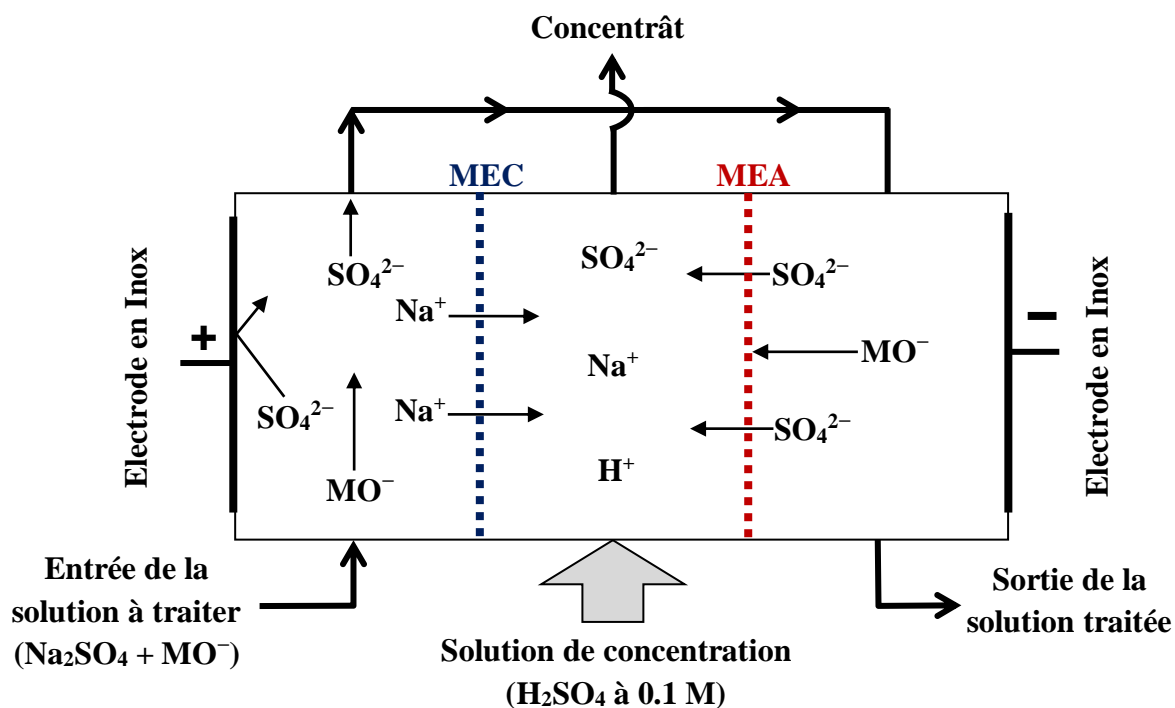 Concentrât
MEC
MEA
Electrode en Inox
+
SO₄²⁻
SO₄²⁻
Na⁺
Na⁺
MO⁻
SO₄²⁻
Na⁺
H⁺
SO₄²⁻
MO⁻
SO₄²⁻
−
Electrode en Inox
Entrée de la
solution à traiter
(Na₂SO₄ + MO⁻)
Solution de concentration
(H₂SO₄ à 0.1 M)
Sortie de la
solution traitée